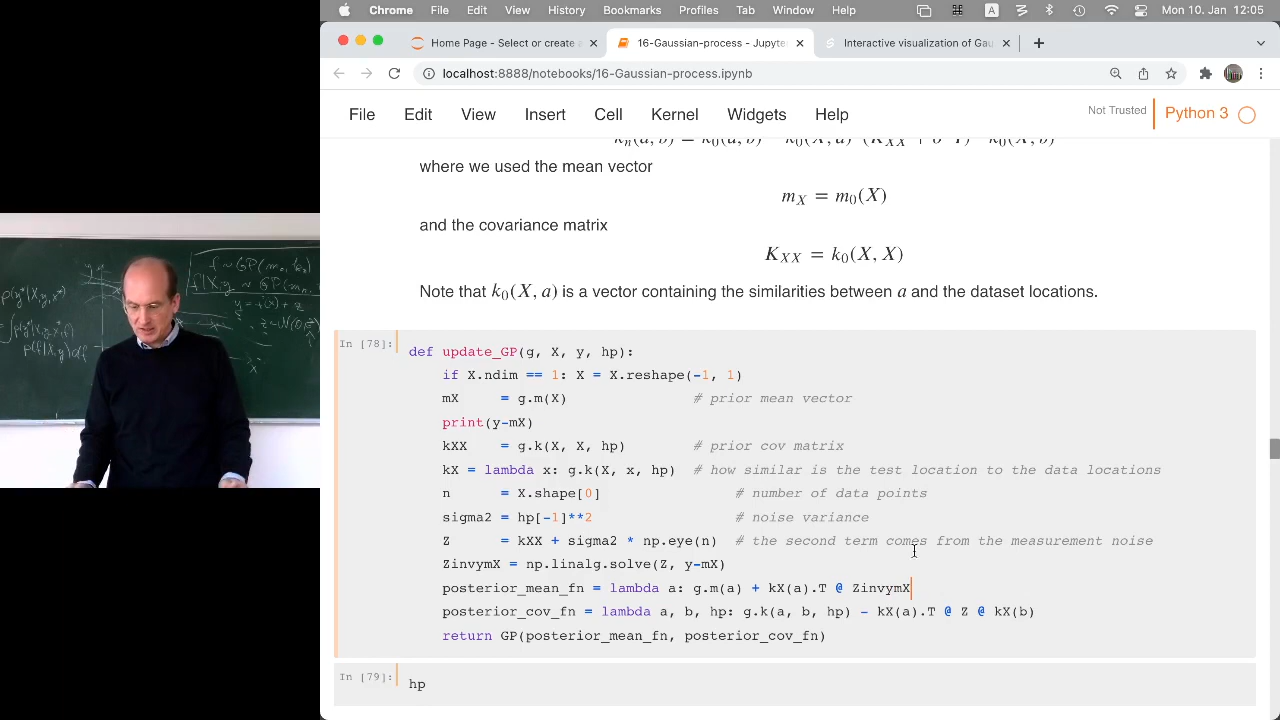 Chrome File Edit View History Bookmarks Profiles Tab Window Help Mon 10. Jan 12:05
Home Page - Select or create a 16-Gaussian-process - Jupyte Interactive visualization of Gau
localhost:8888/notebooks/16-Gaussian-process.ipynb
File Edit View Insert Cell Kernel Widgets Help Not Trusted Python 3
where we used the mean vector
m_X = m_0(X)
and the covariance matrix
K_XX = k_0(X, X)
Note that k_0(X, a) is a vector containing the similarities between a and the dataset locations.
In [78]: def update_GP(g, X, y, hp):
if X.ndim == 1: X = X.reshape(-1, 1)
mX = g.m(X) # prior mean vector
print(y-mX)
kXX = g.k(X, X, hp) # prior cov matrix
kX = lambda x: g.k(X, x, hp) # how similar is the test location to the data locations
n = X.shape[0] # number of data points
sigma2 = hp[-1]**2 # noise variance
Z = kXX + sigma2 * np.eye(n) # the second term comes from the measurement noise
ZinvymX = np.linalg.solve(Z, y-mX)
posterior_mean_fn = lambda a: g.m(a) + kX(a).T @ ZinvymX
posterior_cov_fn = lambda a, b, hp: g.k(a, b, hp) - kX(a).T @ Z @ kX(b)
return GP(posterior_mean_fn, posterior_cov_fn)
In [79]: hp